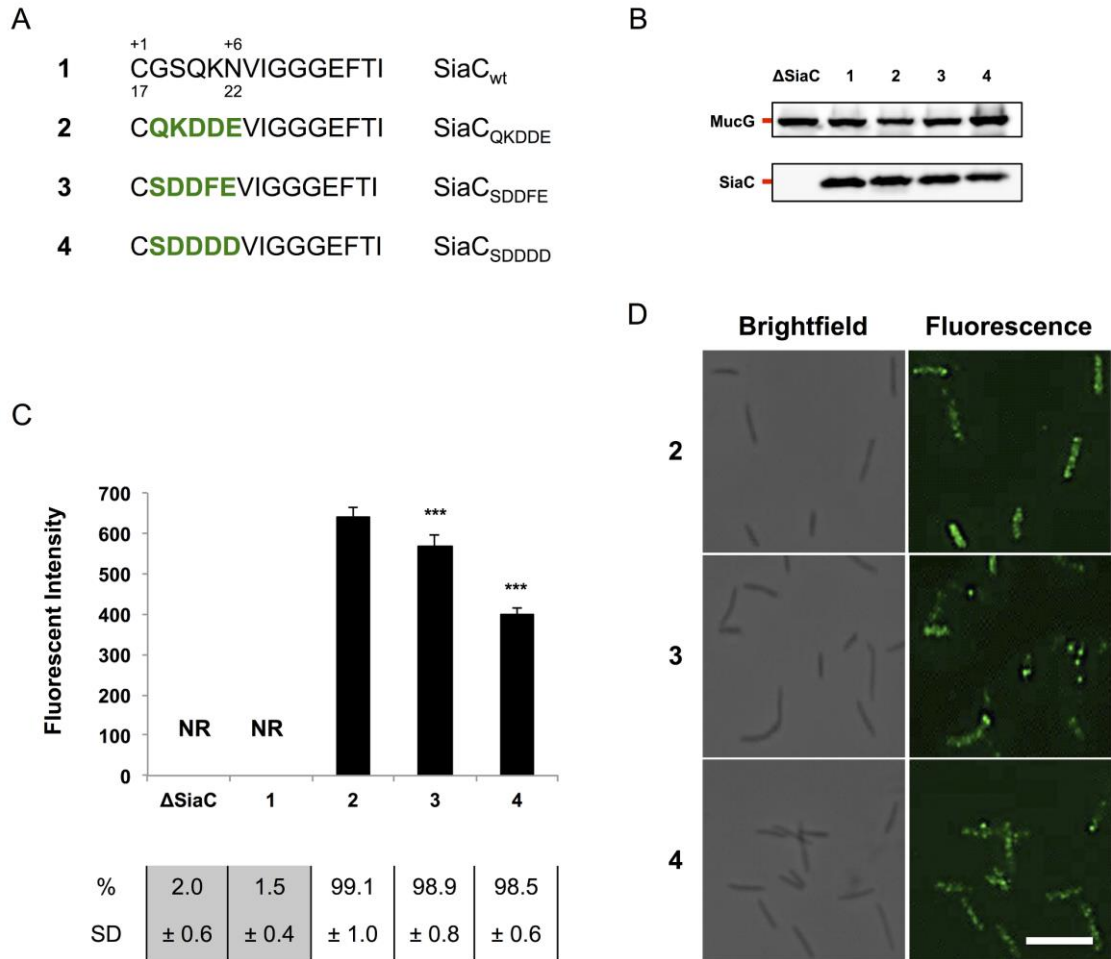 A
+1 +6
1 CGSQKNVIGGGEFTI SiaCwt
17 22
2 CQKDDEVIGGGEFTI SiaCQKDDE
3 CSDDFEVIGGGEFTI SiaCSDDFE
4 CSDDDDVIGGGEFTI SiaCSDDDD
B
ΔSiaC 1 2 3 4
MucG
SiaC
C
Fluorescent Intensity
700
600
500
400
300
200
100
0
NR NR *** ***
ΔSiaC 1 2 3 4
% 2.0 1.5 99.1 98.9 98.5
SD ± 0.6 ± 0.4 ± 1.0 ± 0.8 ± 0.6
D
Brightfield Fluorescence
2
3
4